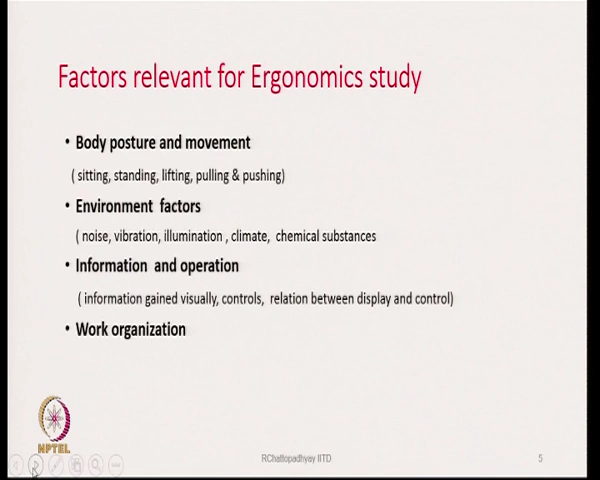 Factors relevant for Ergonomics study
• Body posture and movement
( sitting, standing, lifting, pulling & pushing)
• Environment factors
( noise, vibration, illumination , climate, chemical substances
• Information and operation
( information gained visually, controls, relation between display and control)
• Work organization
NPTEL
RChattopadhyay IITD
5